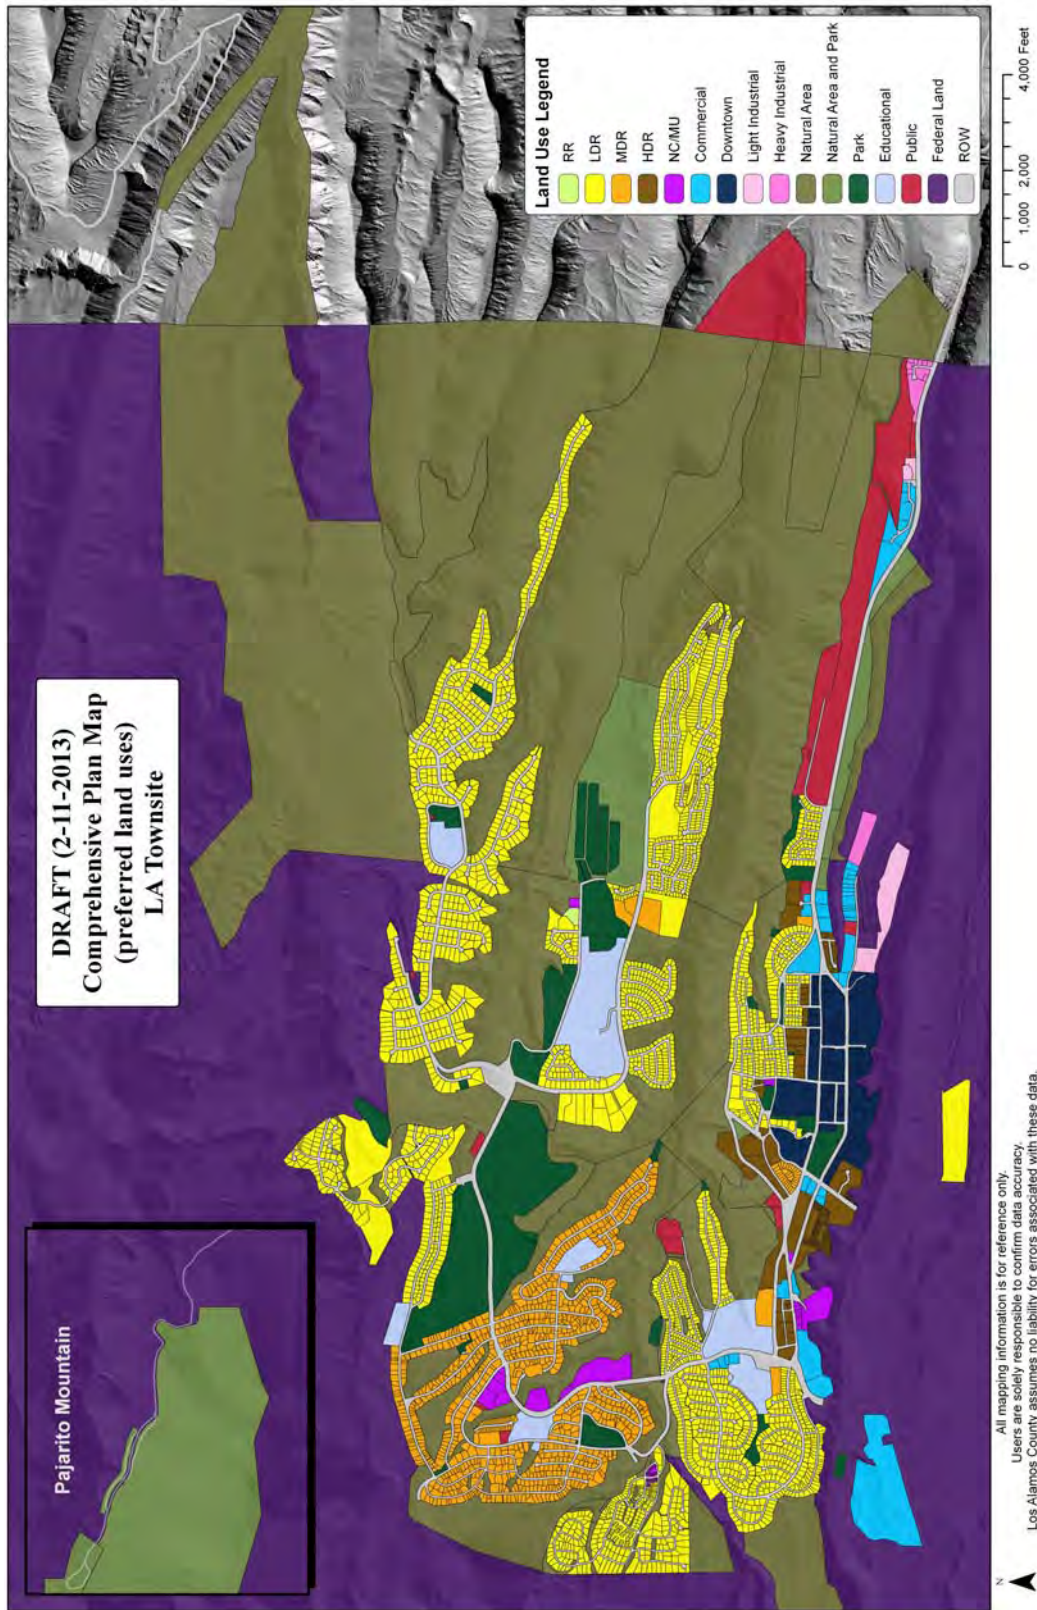 DRAFT (2-11-2013)
Comprehensive Plan Map
(preferred land uses)
LA Townsite
Pajarito Mountain
Land Use Legend
RR
LDR
MDR
HDR
NC/MU
Commercial
Downtown
Light Industrial
Heavy Industrial
Natural Area
Natural Area and Park
Park
Educational
Public
Federal Land
ROW
0 1,000 2,000 4,000 Feet
N
All mapping information is for reference only.
Users are solely responsible to confirm data accuracy.
Los Alamos County assumes no liability for errors associated with these data.